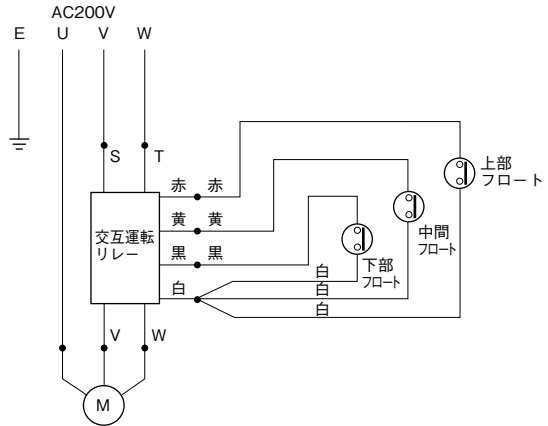 AC200V
E U V W
S T
赤 赤
黄 黄
黒 黒
白
交互運転
リレー
上部
フロート
中間
フロート
下部
フロート
白
白
白
V W
M